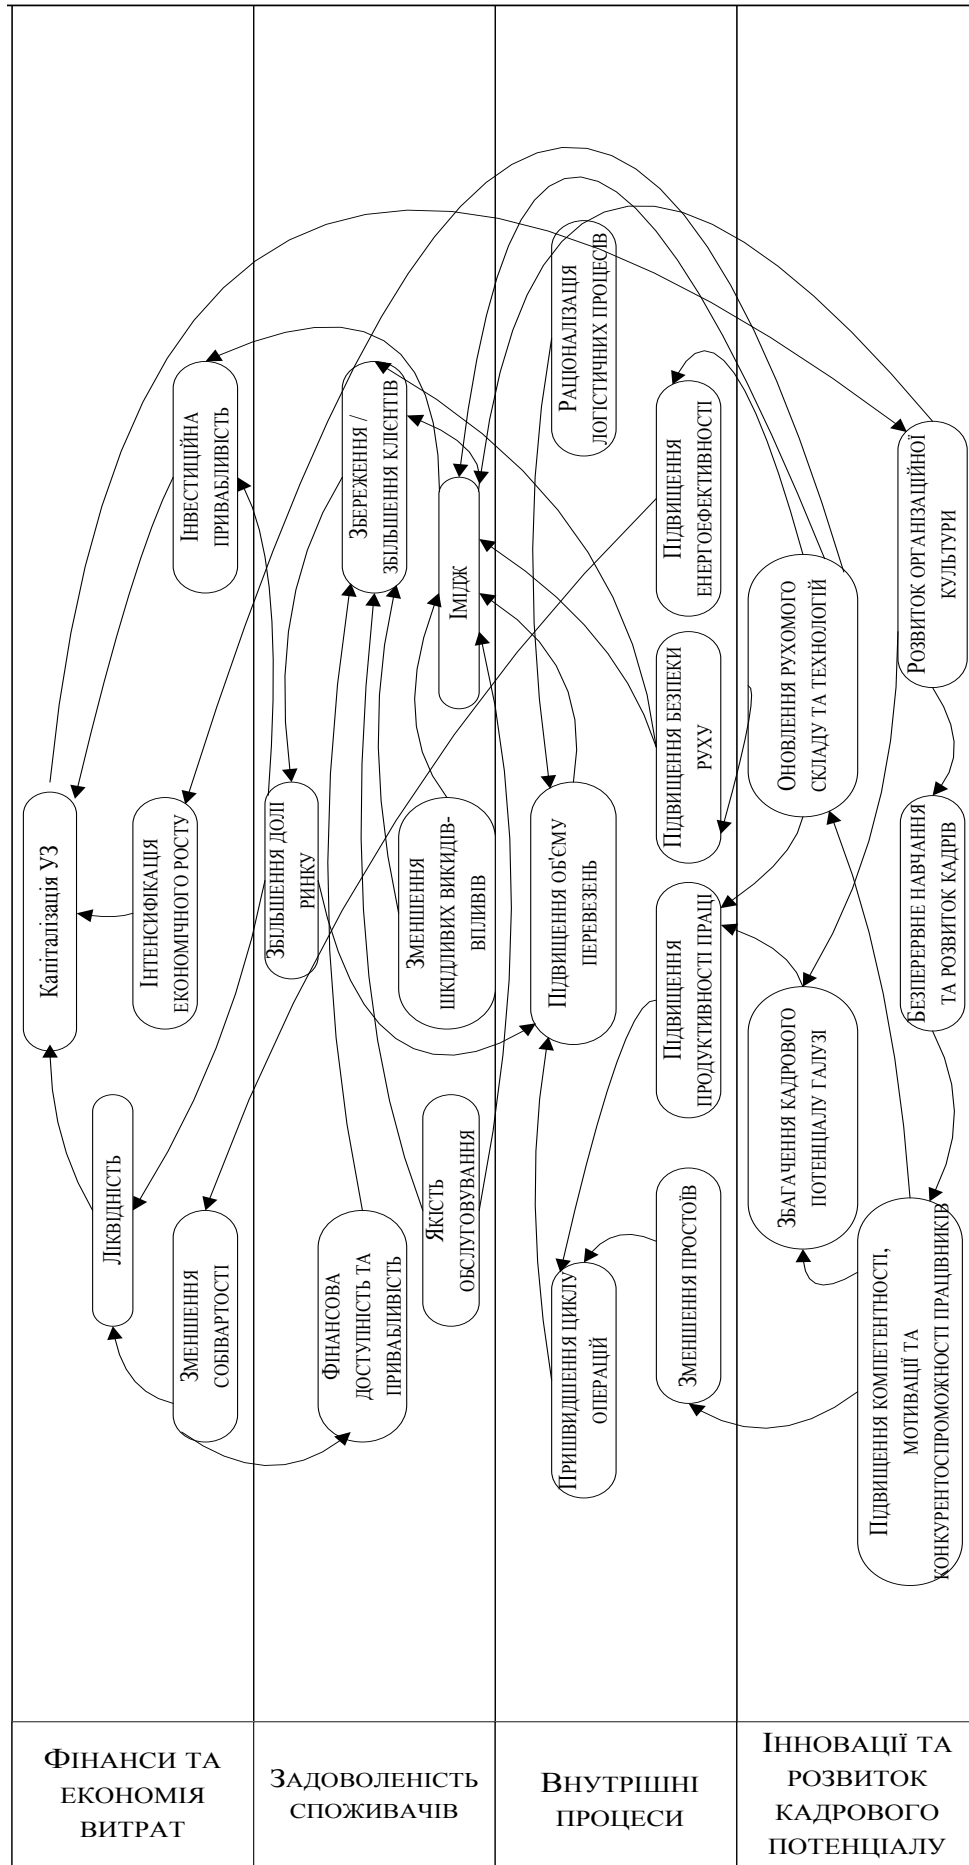 ФІНАНСИ ТА
ЕКОНОМІЯ
ВИТРАТ
Капіталізація УЗ
ЛІКВІДНІСТЬ
ІНТЕНСИФІКАЦІЯ
ЕКОНОМІЧНОГО РОСТУ
ІНВЕСТИЦІЙНА
ПРИВАБЛИВІСТЬ
ЗМЕНШЕННЯ
СОБІВАРТОСТІ
ЗАДОВОЛЕНІСТЬ
СПОЖИВАЧІВ
ЗБІЛЬШЕННЯ ДОЛІ
РИНКУ
ФІНАНСОВА
ДОСТУПНІСТЬ ТА
ПРИВАБЛИВІСТЬ
ЗБЕРЕЖЕННЯ /
ЗБІЛЬШЕННЯ КЛІЄНТІВ
ЯКІСТЬ
ОБСЛУГОВУВАННЯ
ЗМЕНШЕННЯ
ШКІДЛИВИХ ВИКИДІВ-
ВПЛИВІВ
ІМІДЖ
ВНУТРІШНІ
ПРОЦЕСИ
ПРИШВИДШЕННЯ ЦИКЛУ
ОПЕРАЦІЙ
ПІДВИЩЕННЯ ОБ'ЄМУ
ПЕРЕВЕЗЕНЬ
РАЦІОНАЛІЗАЦІЯ
ЛОГІСТИЧНИХ ПРОЦЕСІВ
ЗМЕНШЕННЯ ПРОСТОЇВ
ПІДВИЩЕННЯ
ПРОДУКТИВНОСТІ ПРАЦІ
ПІДВИЩЕННЯ БЕЗПЕКИ
РУХУ
ПІДВИЩЕННЯ
ЕНЕРГОЕФЕКТИВНОСТІ
ІННОВАЦІЇ ТА
РОЗВИТОК
КАДРОВОГО
ПОТЕНЦІАЛУ
ЗБАГАЧЕННЯ КАДРОВОГО
ПОТЕНЦІАЛУ ГАЛУЗІ
ОНОВЛЕННЯ РУХОМОГО
СКЛАДУ ТА ТЕХНОЛОГІЙ
ПІДВИЩЕННЯ КОМПЕТЕНТНОСТІ,
МОТИВАЦІЇ ТА
КОНКУРЕНТОСПРОМОЖНОСТІ ПРАЦІВНИКІВ
БЕЗПЕРЕРВНЕ НАВЧАННЯ
ТА РОЗВИТОК КАДРІВ
РОЗВИТОК ОРГАНІЗАЦІЙНОЇ
КУЛЬТУРИ